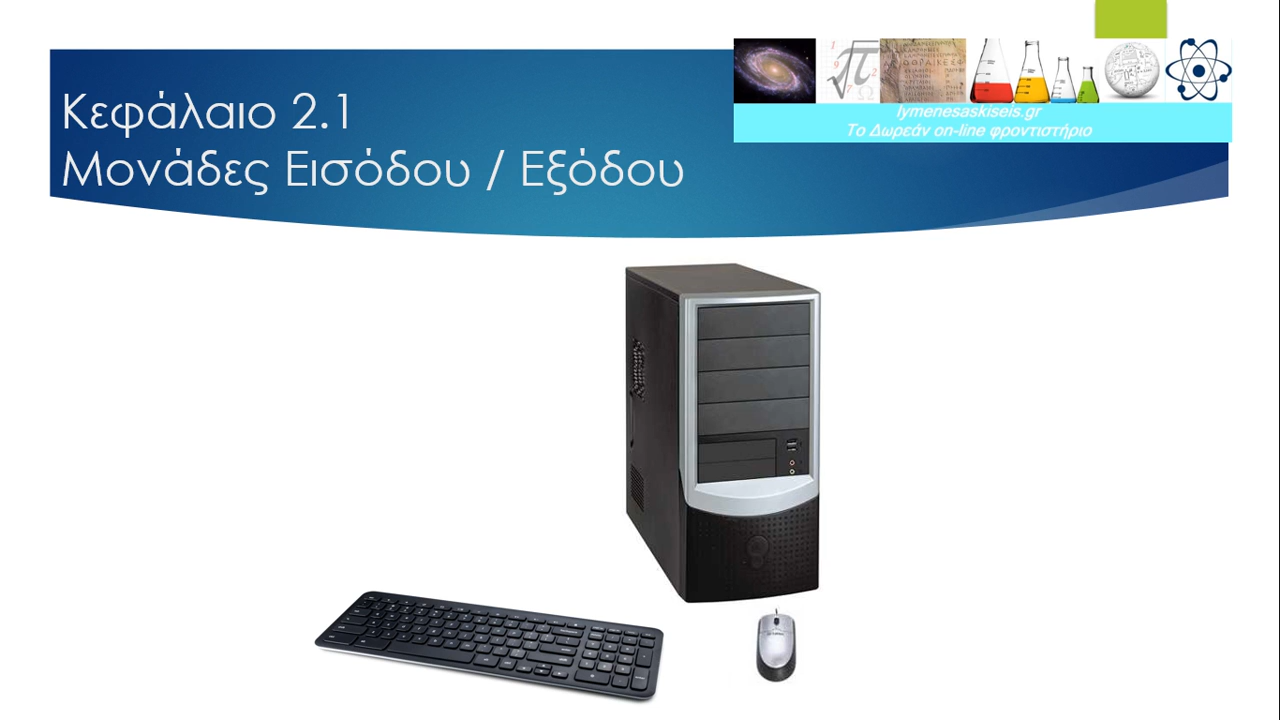 Κεφάλαιο 2.1
Μονάδες Εισόδου / Εξόδου
lymenesaskiseis.gr
Το Δωρεάν on-line φροντιστήριο